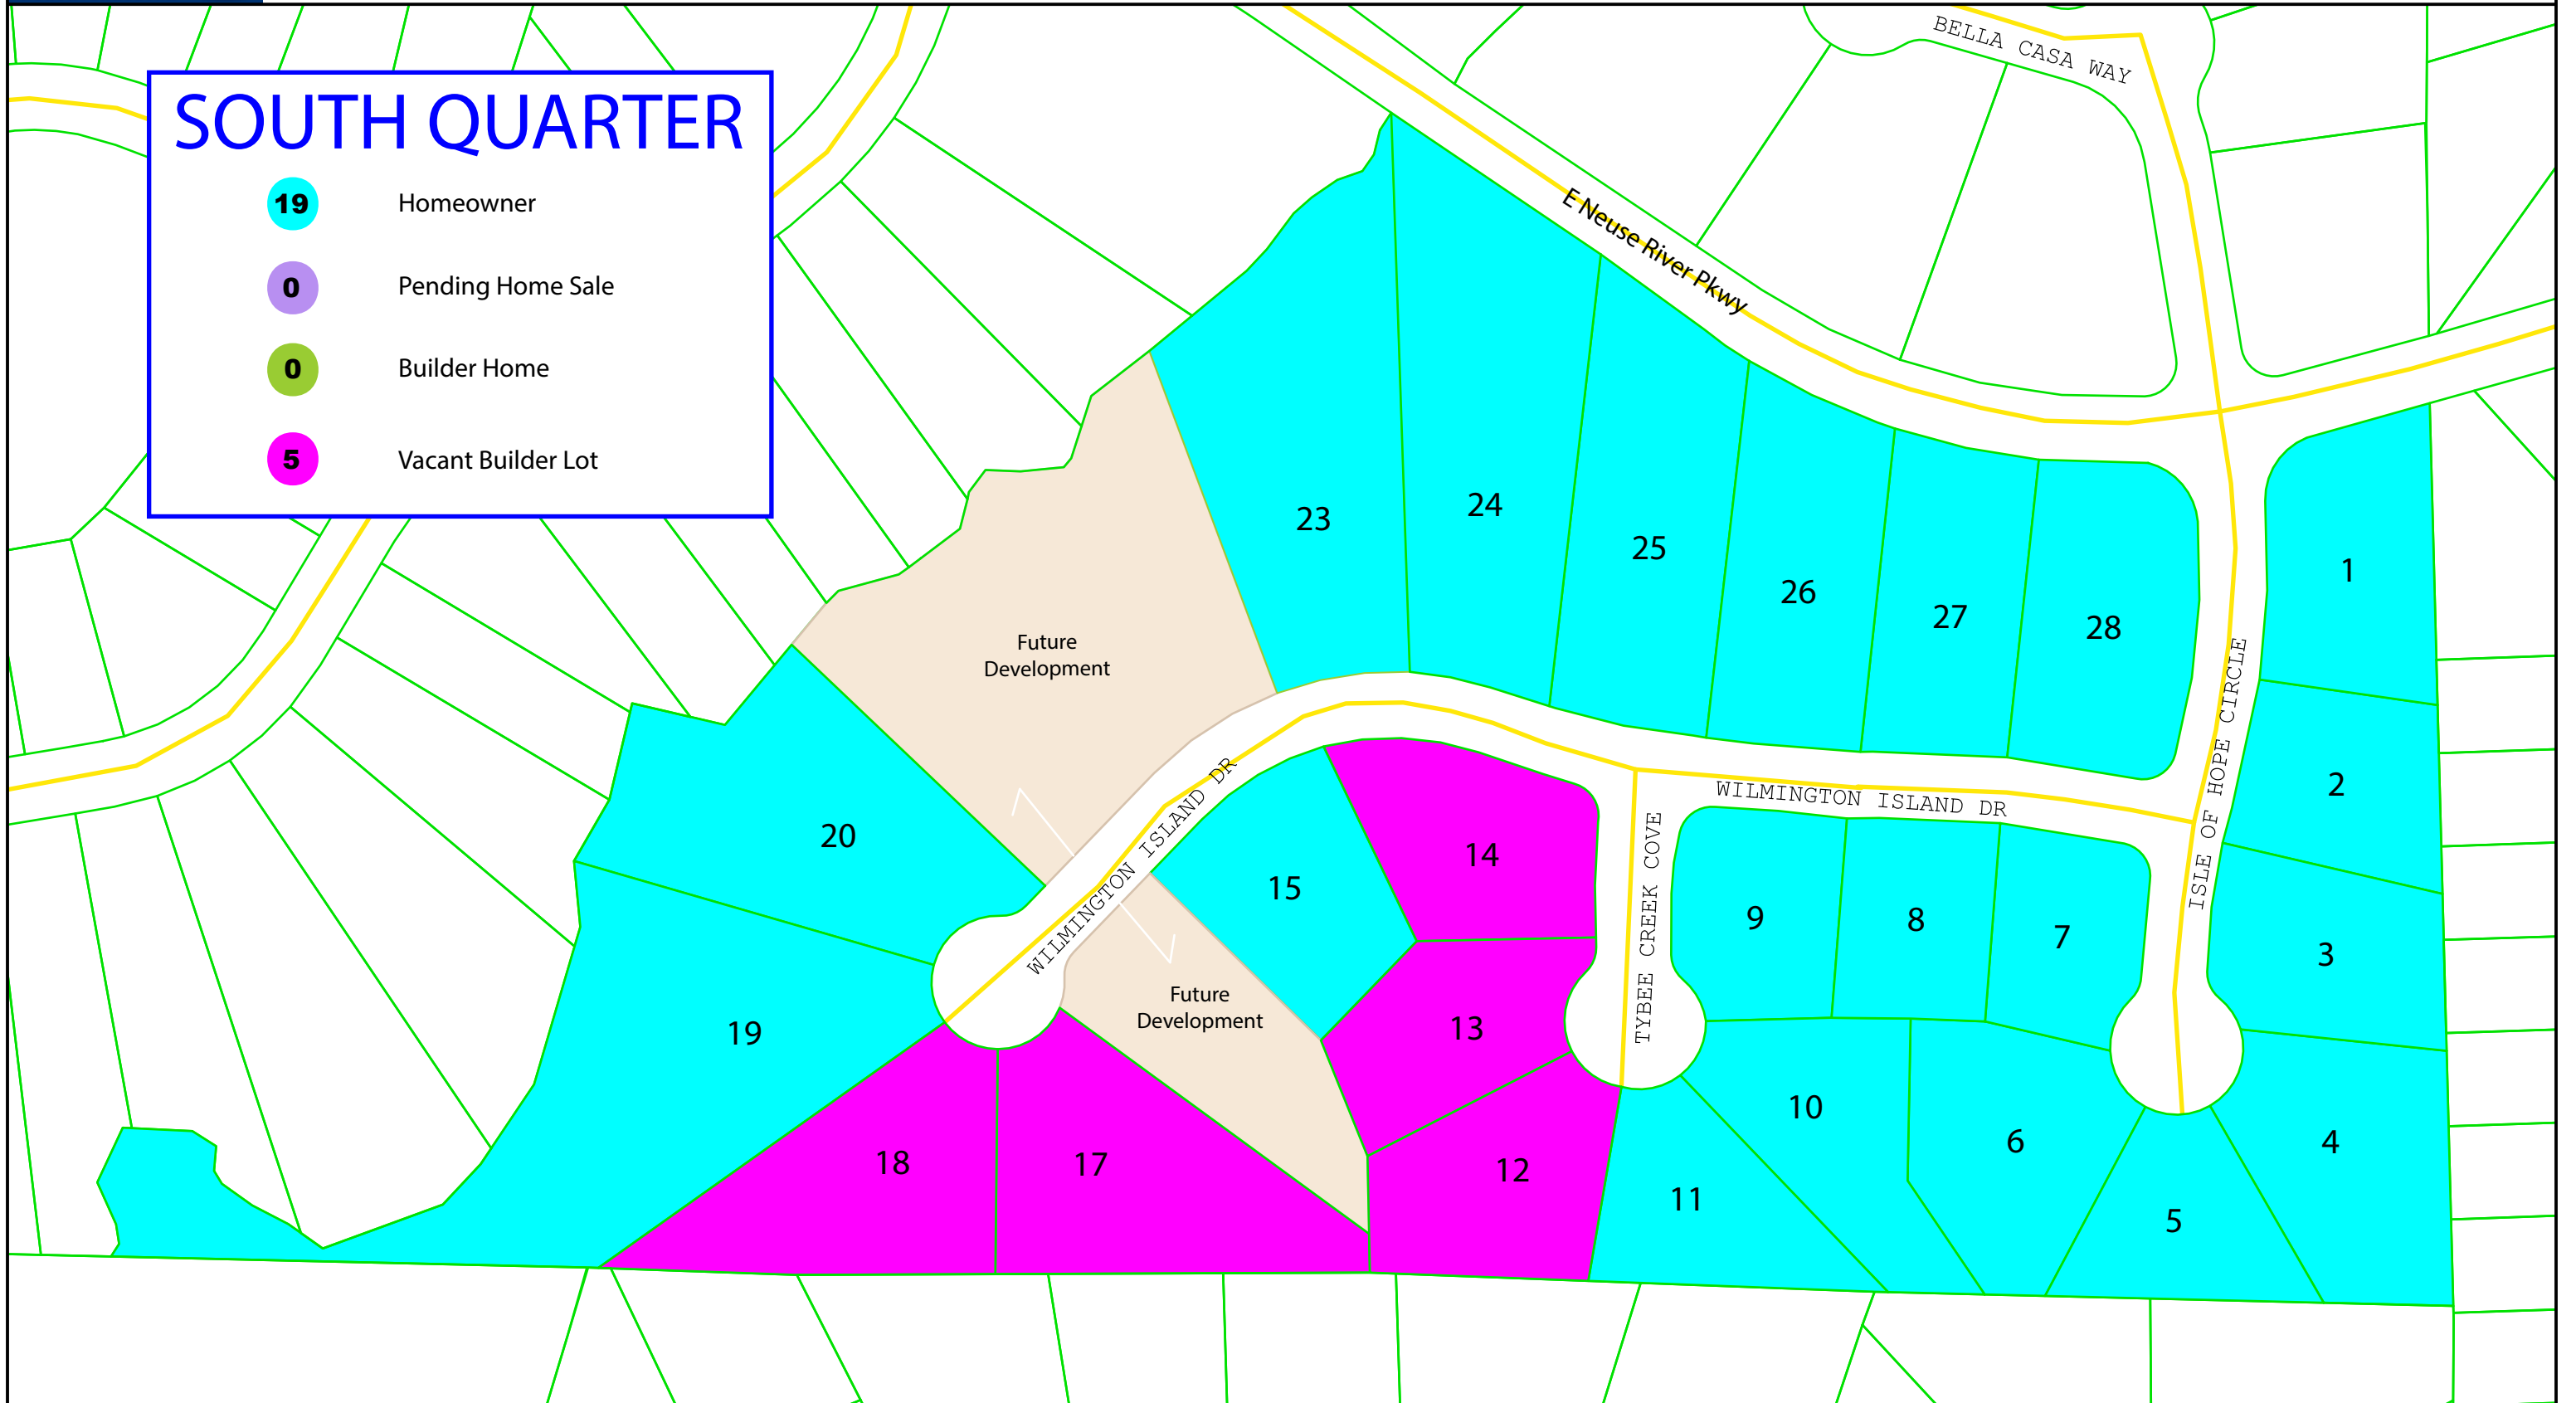 SOUTH QUARTER
19 Homeowner
0 Pending Home Sale
0 Builder Home
5 Vacant Builder Lot
BELLA CASA WAY
E Neuse River Pkwy
23
24
25
26
27
28
1
2
3
4
5
6
7
8
9
10
11
12
13
14
15
17
18
19
20
Future
Development
Future
Development
WILMINGTON ISLAND DR
WILMINGTON ISLAND DR
TYBEE CREEK COVE
ISLE OF HOPE CIRCLE